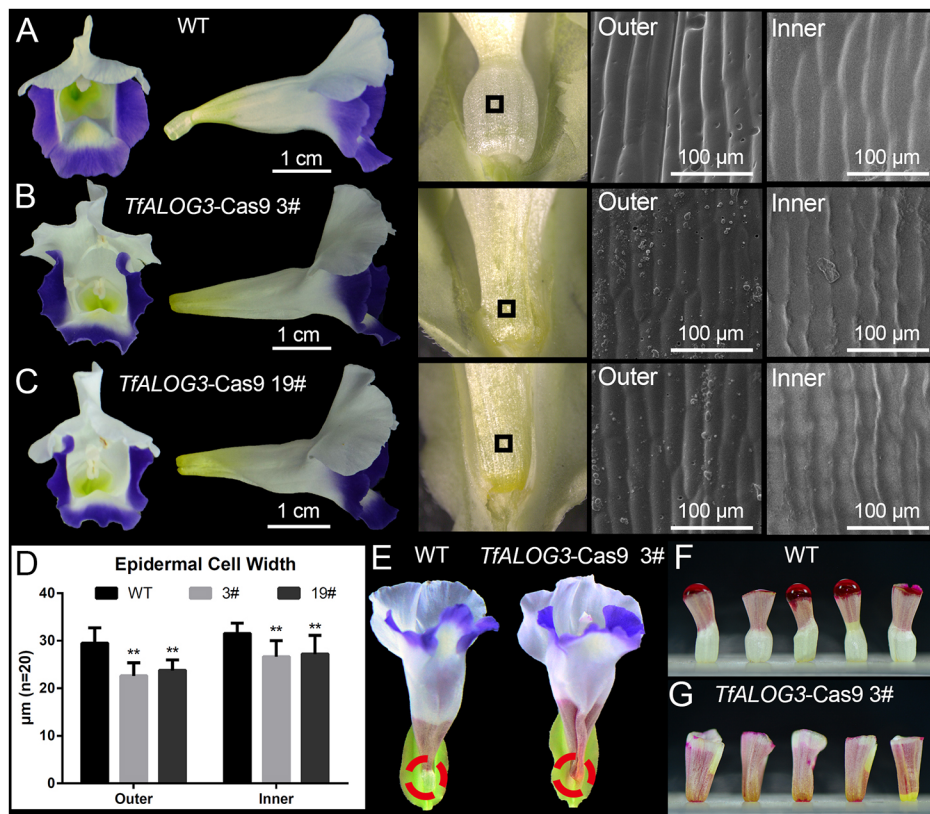 A
WT
1 cm
Outer
100 µm
Inner
100 µm
B
TfALOG3-Cas9 3#
1 cm
Outer
100 µm
Inner
100 µm
C
TfALOG3-Cas9 19#
1 cm
Outer
100 µm
Inner
100 µm
D
Epidermal Cell Width
WT
3#
19#
µm (n=20)
40
30
20
10
0
**
**
**
**
Outer
Inner
E
WT
TfALOG3-Cas9 3#
F
WT
G
TfALOG3-Cas9 3#